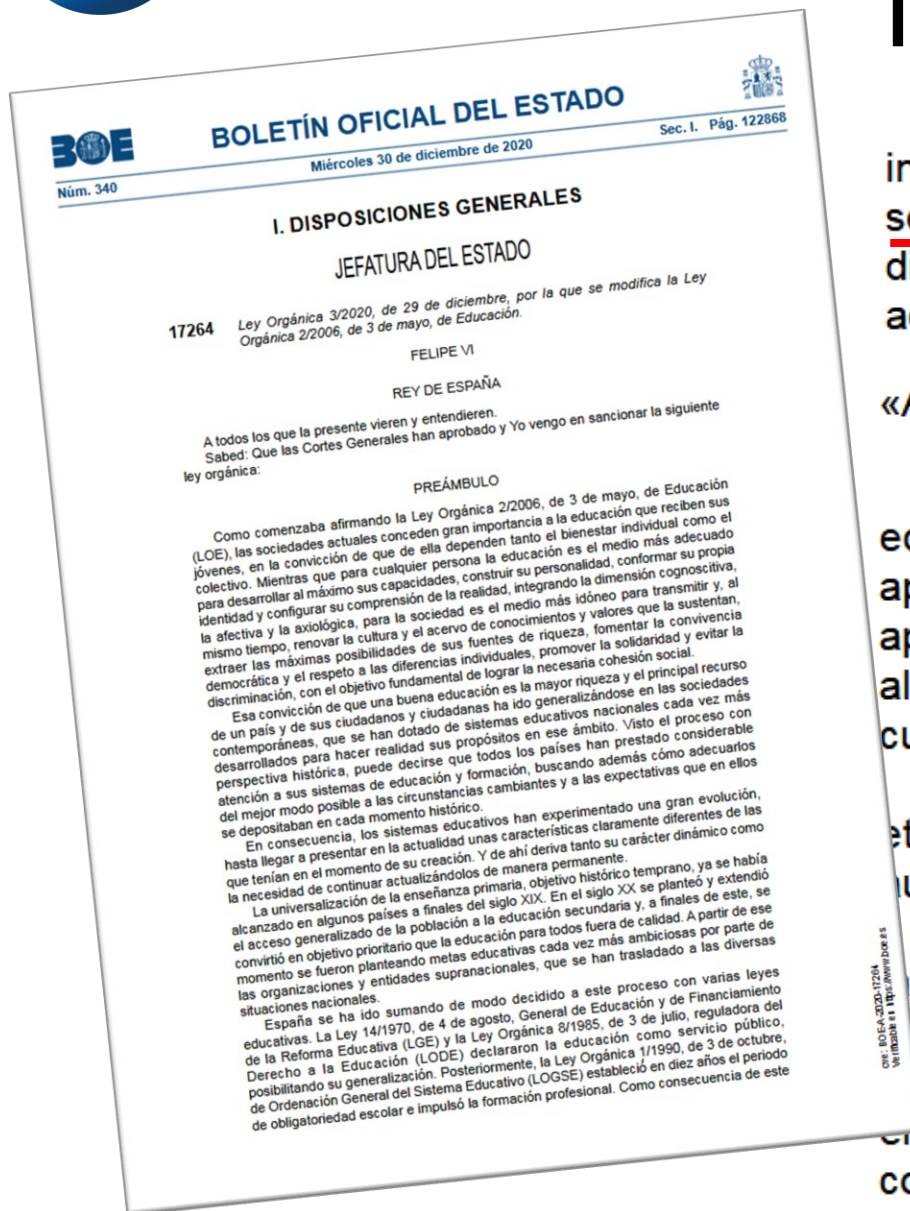 BOE
BOLETÍN OFICIAL DEL ESTADO
Núm. 340
Miércoles 30 de diciembre de 2020
Sec. I. Pág. 122868
I. DISPOSICIONES GENERALES
JEFATURA DEL ESTADO
17264 Ley Orgánica 3/2020, de 29 de diciembre, por la que se modifica la Ley
Orgánica 2/2006, de 3 de mayo, de Educación.
FELIPE VI
REY DE ESPAÑA
A todos los que la presente vieren y entendieren.
Sabed: Que las Cortes Generales han aprobado y Yo vengo en sancionar la siguiente
ley orgánica:
PREÁMBULO
Como comenzaba afirmando la Ley Orgánica 2/2006, de 3 de mayo, de Educación
(LOE), las sociedades actuales conceden gran importancia a la educación que reciben sus
jóvenes, en la convicción de que de ella dependen tanto el bienestar individual como el
colectivo. Mientras que para cualquier persona la educación es el medio más adecuado
para desarrollar al máximo sus capacidades, construir su personalidad, conformar su propia
identidad y configurar su comprensión de la realidad, integrando la dimensión cognoscitiva,
la afectiva y la axiológica, para la sociedad es el medio más idóneo para transmitir y, al
mismo tiempo, renovar la cultura y el acervo de conocimientos y valores que la sustentan,
extraer las máximas posibilidades de sus fuentes de riqueza, fomentar la convivencia
democrática y el respeto a las diferencias individuales, promover la solidaridad y evitar la
discriminación, con el objetivo fundamental de lograr la necesaria cohesión social.
Esa convicción de que una buena educación es la mayor riqueza y el principal recurso
de un país y de sus ciudadanos y ciudadanas ha ido generalizándose en las sociedades
contemporáneas, que se han dotado de sistemas educativos nacionales cada vez más
desarrollados para hacer realidad sus propósitos en ese ámbito. Visto el proceso con
perspectiva histórica, puede decirse que todos los países han prestado considerable
atención a sus sistemas de educación y formación, buscando además cómo adecuarlos
del mejor modo posible a las circunstancias cambiantes y a las expectativas que en ellos
se depositaban en cada momento histórico.
En consecuencia, los sistemas educativos han experimentado una gran evolución,
hasta llegar a presentar en la actualidad unas características claramente diferentes de las
que tenían en el momento de su creación. Y de ahí deriva tanto su carácter dinámico como
la necesidad de continuar actualizándolos de manera permanente.
La universalización de la enseñanza primaria, objetivo histórico temprano, ya se había
alcanzado en algunos países a finales del siglo XIX. En el siglo XX se planteó y extendió
el acceso generalizado de la población a la educación secundaria y, a finales de este, se
convirtió en objetivo prioritario que la educación para todos fuera de calidad. A partir de ese
momento se fueron planteando metas educativas cada vez más ambiciosas por parte de
las organizaciones y entidades supranacionales, que se han trasladado a las diversas
situaciones nacionales.
España se ha ido sumando de modo decidido a este proceso con varias leyes
educativas. La Ley 14/1970, de 4 de agosto, General de Educación y de Financiamiento
de la Reforma Educativa (LGE) y la Ley Orgánica 8/1985, de 3 de julio, reguladora del
Derecho a la Educación (LODE) declararon la educación como servicio público,
posibilitando su generalización. Posteriormente, la Ley Orgánica 1/1990, de 3 de octubre,
de Ordenación General del Sistema Educativo (LOGSE) estableció en diez años el periodo
de obligatoriedad escolar e impulsó la formación profesional. Como consecuencia de este
cve: BOE-A-2020-17264
Verificable en https://www.boe.es